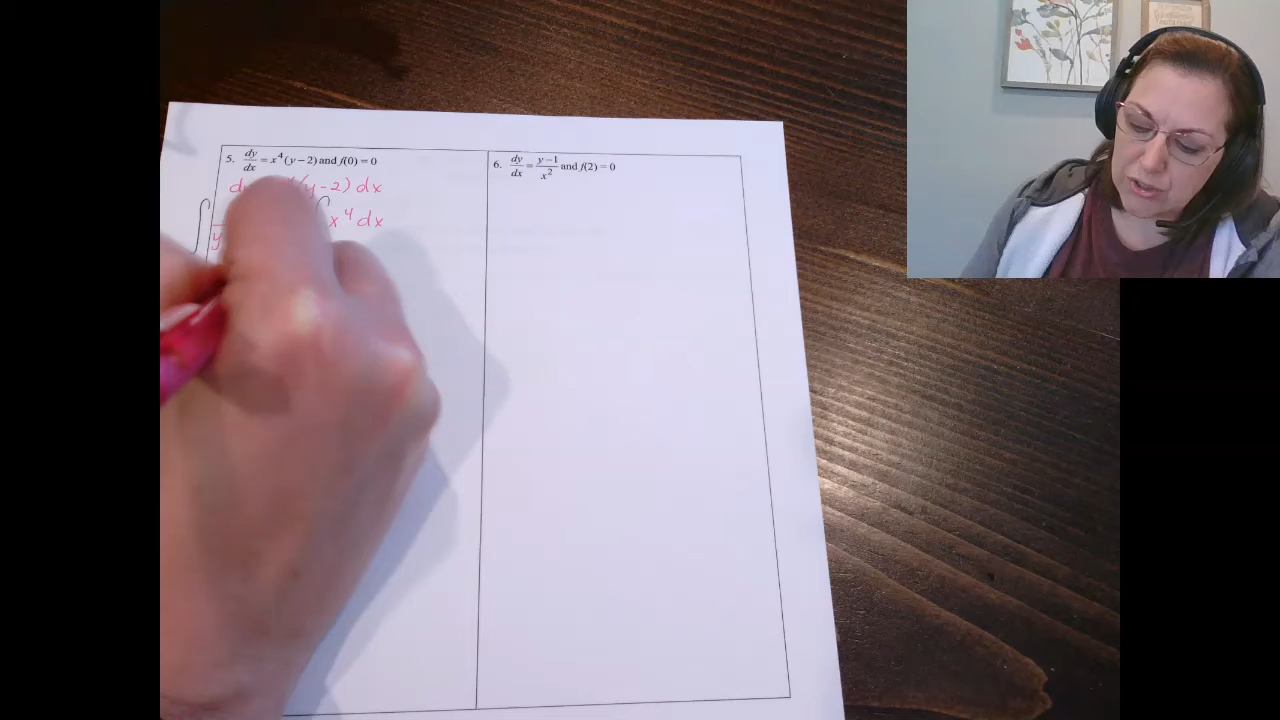 5. dy/dx = x⁴(y − 2) and f(0) = 0
(y - 2) dx
∫ ∫ x⁴ dx
y
6. dy/dx = y−1/x² and f(2) = 0